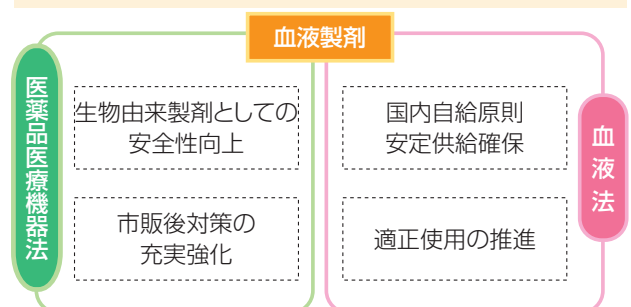 血液製剤
医薬品医療機器法
生物由来製剤としての
安全性向上
市販後対策の
充実強化
国内自給原則
安定供給確保
適正使用の推進
血液法